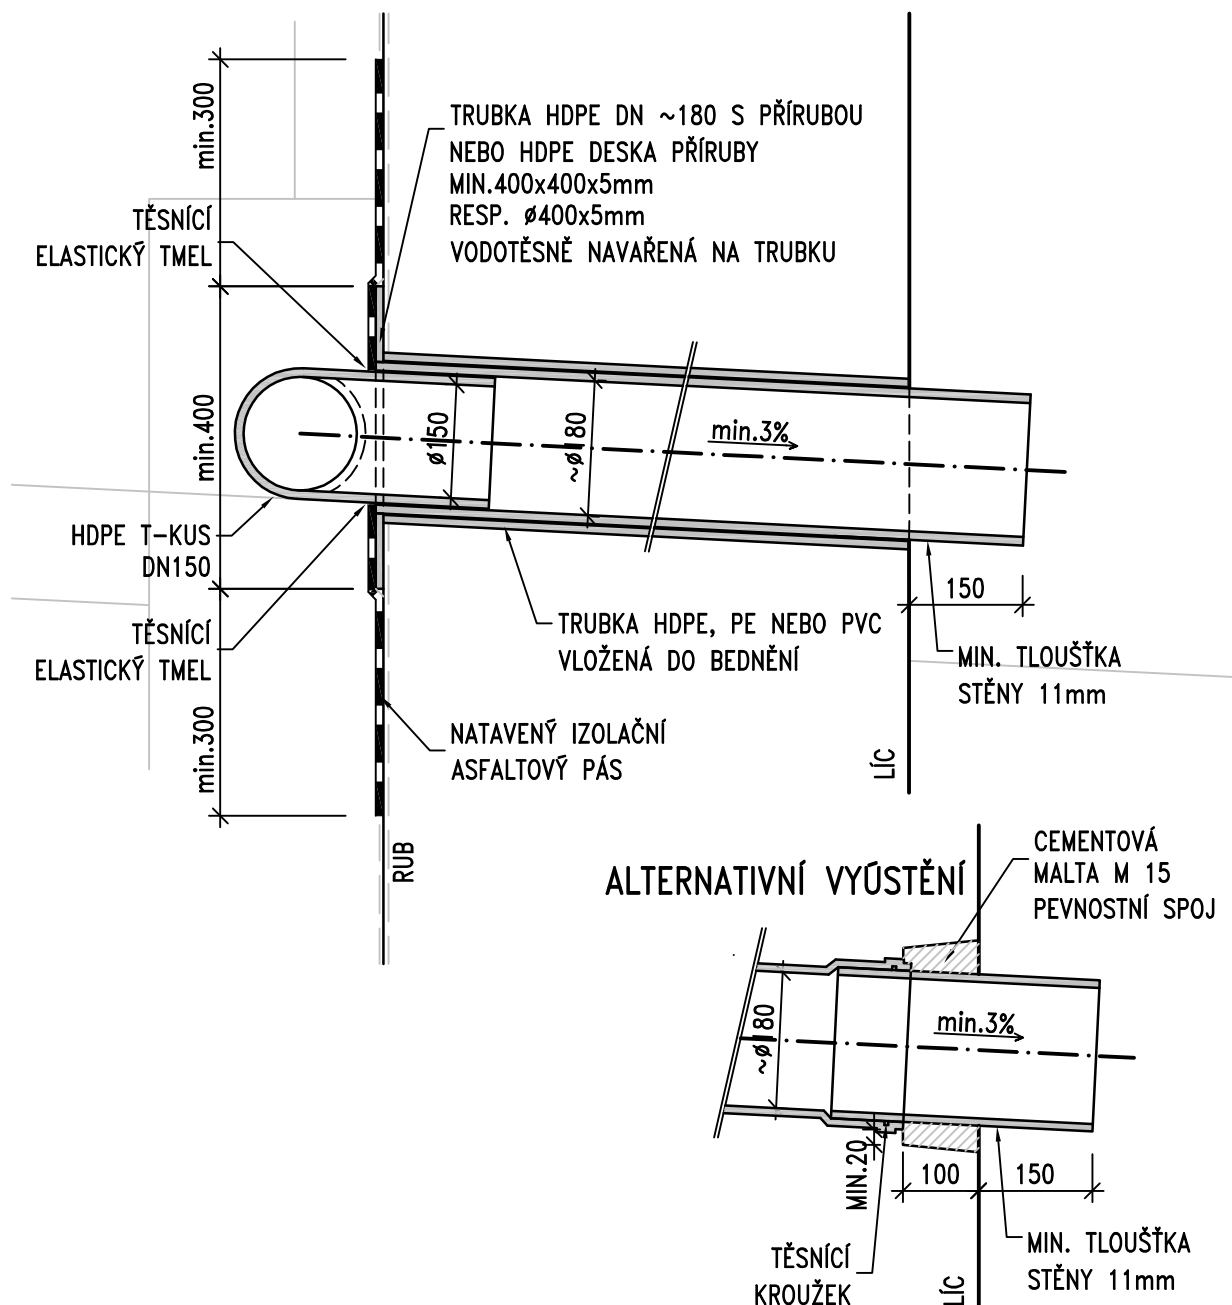 min.300
TRUBKA HDPE DN ~180 S PŘÍRUBOU
NEBO HDPE DESKA PŘÍRUBY
MIN.400x400x5mm
RESP. ø400x5mm
VODOTĚSNĚ NAVAŘENÁ NA TRUBKU
TĚSNÍCÍ
ELASTICKÝ TMEL
min.400
ø150
~ø180
min.3%
HDPE T-KUS
DN150
TĚSNÍCÍ
ELASTICKÝ TMEL
150
TRUBKA HDPE, PE NEBO PVC
VLOŽENÁ DO BEDNĚNÍ
MIN. TLOUŠŤKA
STĚNY 11mm
min.300
NATAVENÝ IZOLAČNÍ
ASFALTOVÝ PÁS
LÍC
RUB
ALTERNATIVNÍ VYÚSTĚNÍ
CEMENTOVÁ
MALTA M 15
PEVNOSTNÍ SPOJ
~ø180
min.3%
MIN.20
100
150
TĚSNÍCÍ
KROUŽEK
MIN. TLOUŠŤKA
STĚNY 11mm
LÍC